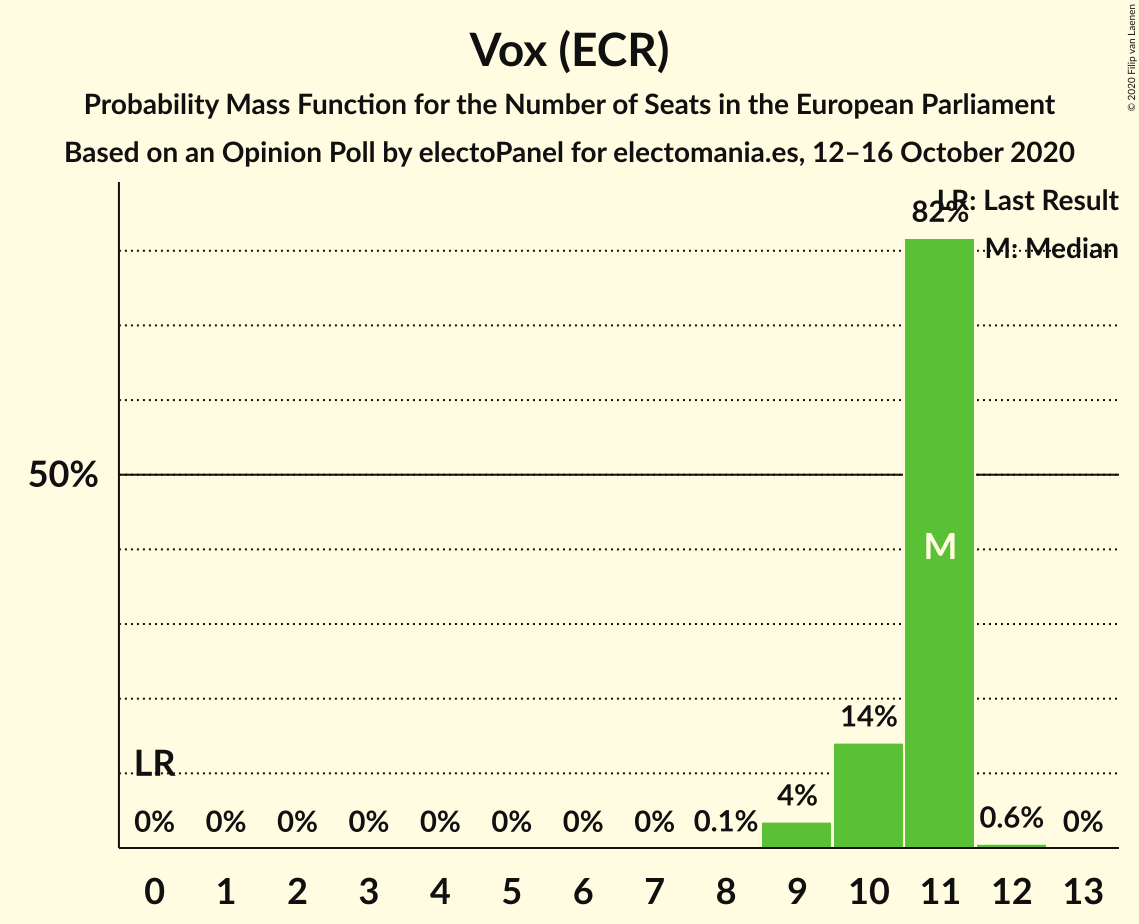 © 2020 Filip van Laenen
Vox (ECR)
Probability Mass Function for the Number of Seats in the European Parliament
Based on an Opinion Poll by electoPanel for electomania.es, 12–16 October 2020
LR: Last Result
82%
M: Median
50%
M
14%
LR
4%
0% 0% 0% 0% 0% 0% 0% 0% 0.1% 0.6% 0%
0 1 2 3 4 5 6 7 8 9 10 11 12 13